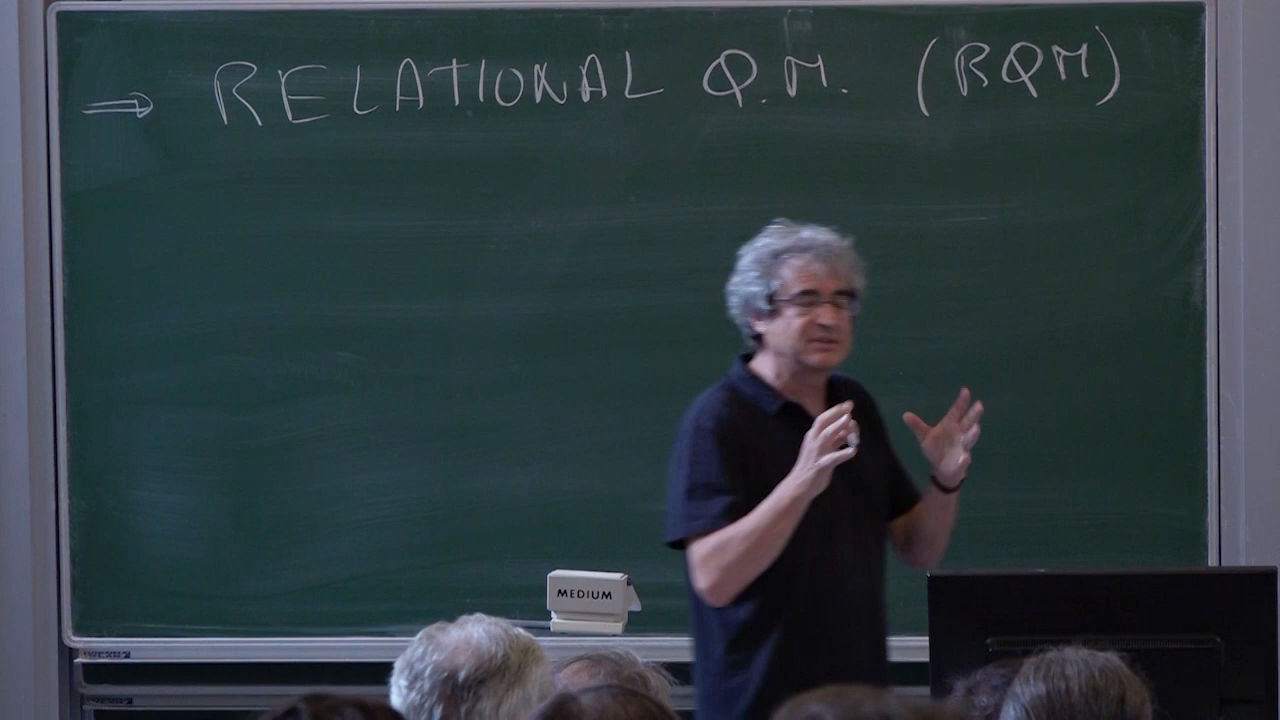 ⇒ RELATIONAL Q.M. (RQM)
MEDIUM